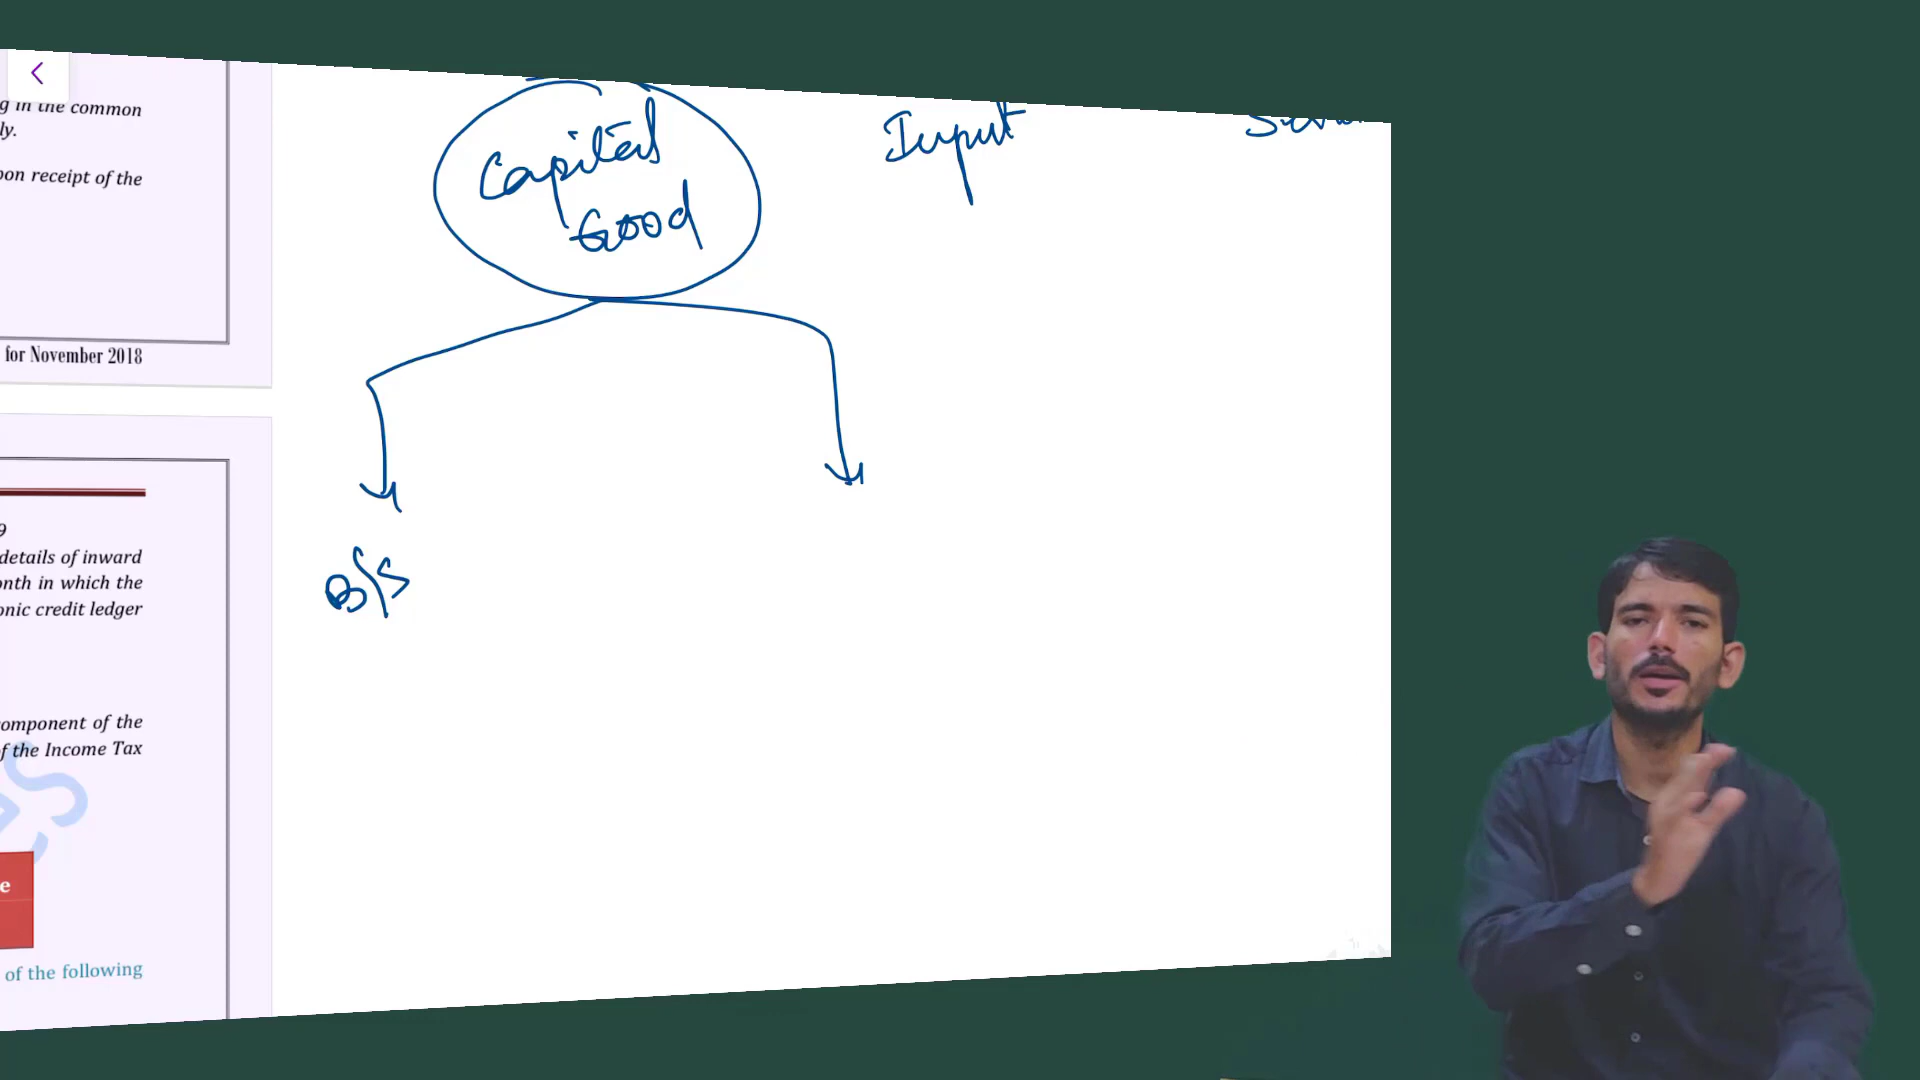 g in the common
ly.
on receipt of the
for November 2018
9
details of inward
nth in which the
onic credit ledger
omponent of the
f the Income Tax
e
of the following
Capital
Good
Input
B/S